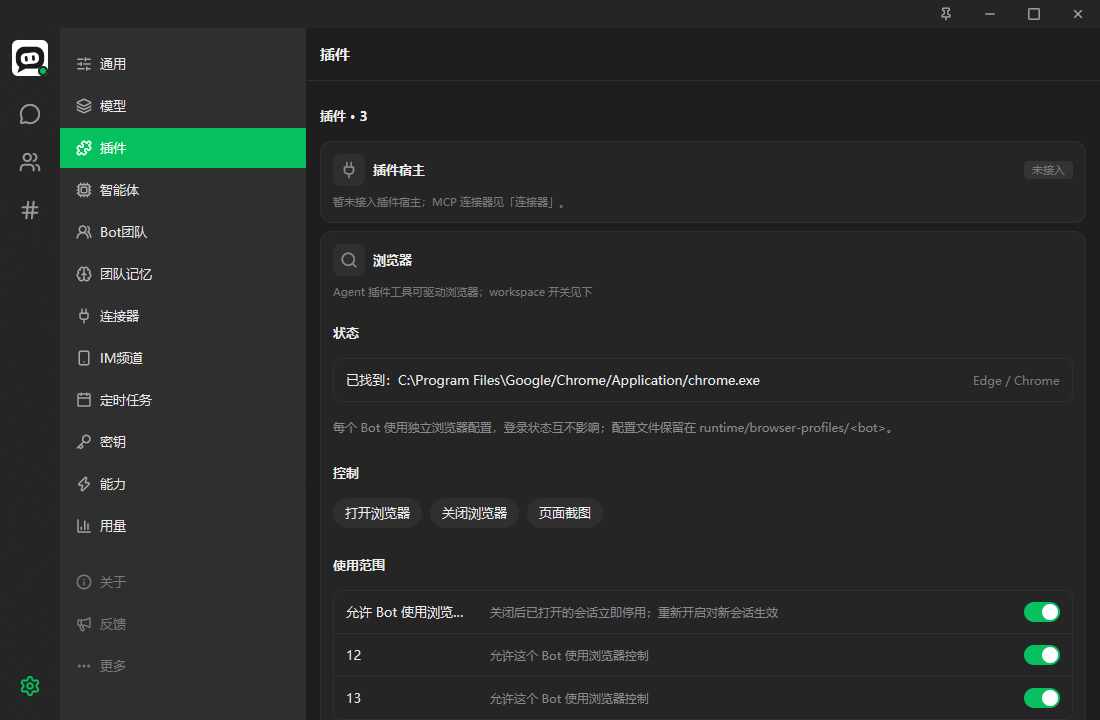 通用
模型
插件
智能体
Bot团队
团队记忆
连接器
IM频道
定时任务
密钥
能力
用量
关于
反馈
更多
插件
插件 • 3
插件宿主
未接入
暂未接入插件宿主；MCP 连接器见「连接器」。
浏览器
Agent 插件工具可驱动浏览器；workspace 开关见下
状态
已找到：C:\Program Files\Google/Chrome/Application/chrome.exe
Edge / Chrome
每个 Bot 使用独立浏览器配置，登录状态互不影响；配置文件保留在 runtime/browser-profiles/<bot>。
控制
打开浏览器
关闭浏览器
页面截图
使用范围
允许 Bot 使用浏览...
关闭后已打开的会话立即停用；重新开启对新会话生效
12
允许这个 Bot 使用浏览器控制
13
允许这个 Bot 使用浏览器控制